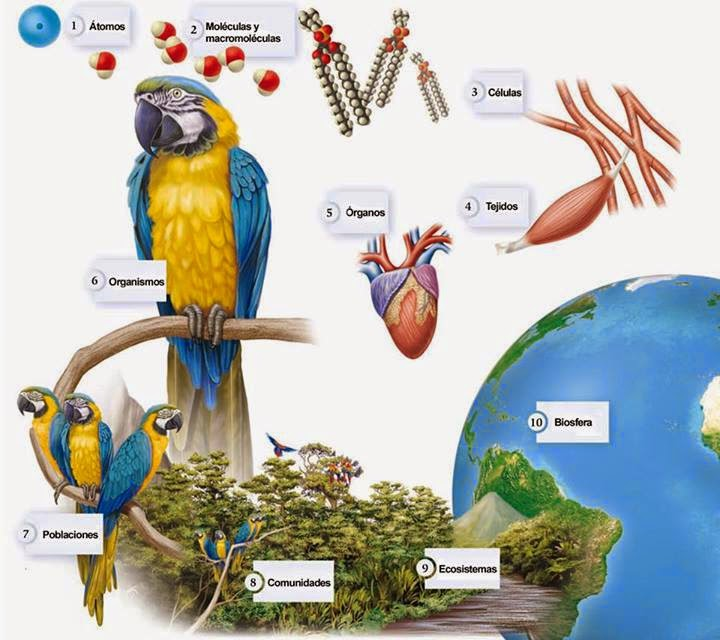 1 Átomos
2 Moléculas y
macromoléculas
3 Células
4 Tejidos
5 Órganos
6 Organismos
7 Poblaciones
8 Comunidades
9 Ecosistemas
10 Biosfera